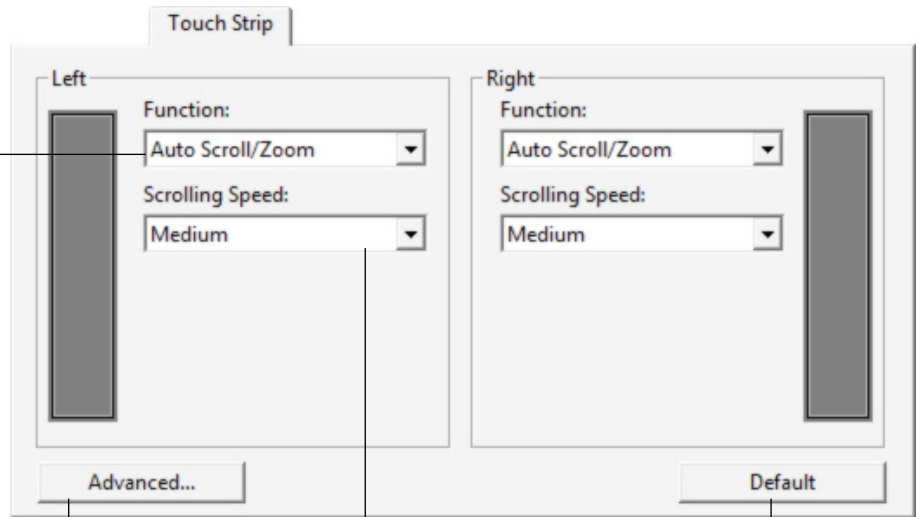 Touch Strip
Left
Function:
Auto Scroll/Zoom
Scrolling Speed:
Medium
Right
Function:
Auto Scroll/Zoom
Scrolling Speed:
Medium
Advanced...
Default